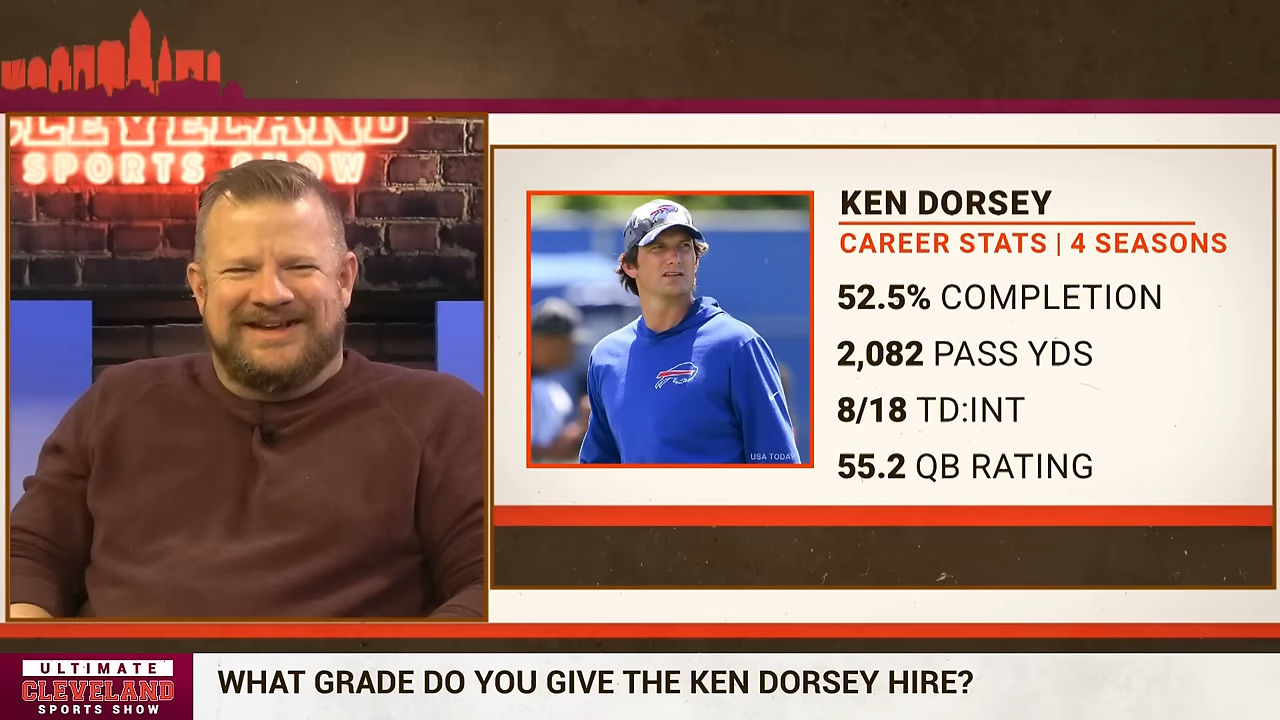 CLEVELAND
SPORTS SHOW
KEN DORSEY
CAREER STATS | 4 SEASONS
52.5% COMPLETION
2,082 PASS YDS
8/18 TD:INT
55.2 QB RATING
USA TODAY
ULTIMATE
CLEVELAND
SPORTS SHOW
WHAT GRADE DO YOU GIVE THE KEN DORSEY HIRE?